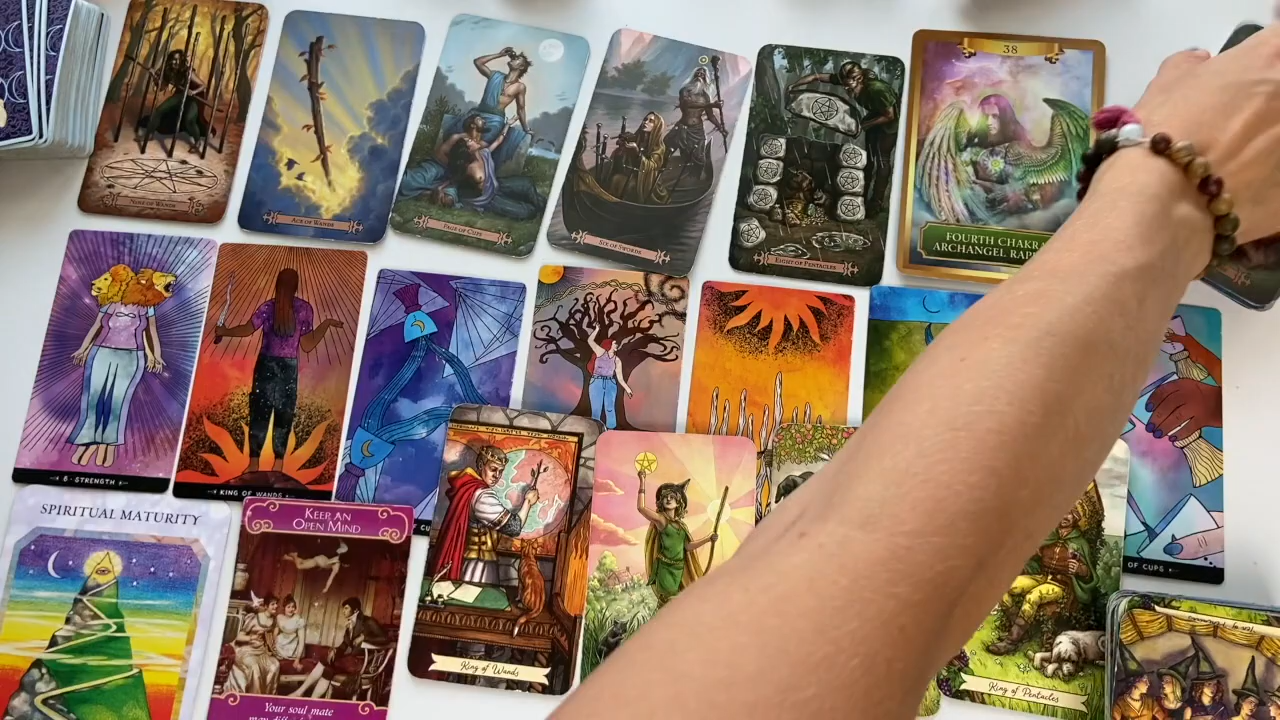 NINE OF WANDS
ACE OF WANDS
PAGE OF CUPS
SIX OF SWORDS
EIGHT OF PENTACLES
38
FOURTH CHAKRA
ARCHANGEL
8 · STRENGTH
KING OF WANDS
OF CUPS
SPIRITUAL MATURITY
KEEP AN
OPEN MIND
Your soul mate
King of Wands
King of Pentacles